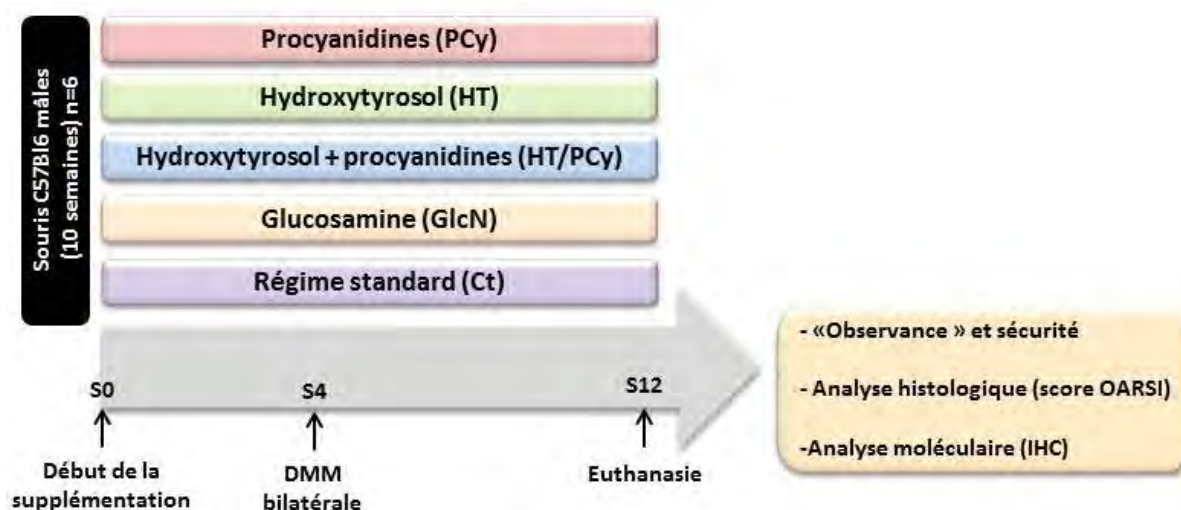 Souris C57Bl6 mâles
(10 semaines) n=6
Procyanidines (PCy)
Hydroxytyrosol (HT)
Hydroxytyrosol + procyanidines (HT/PCy)
Glucosamine (GlcN)
Régime standard (Ct)
S0
S4
S12
Début de la
supplémentation
DMM
bilatérale
Euthanasie
- «Observance » et sécurité
- Analyse histologique (score OARSI)
-Analyse moléculaire (IHC)